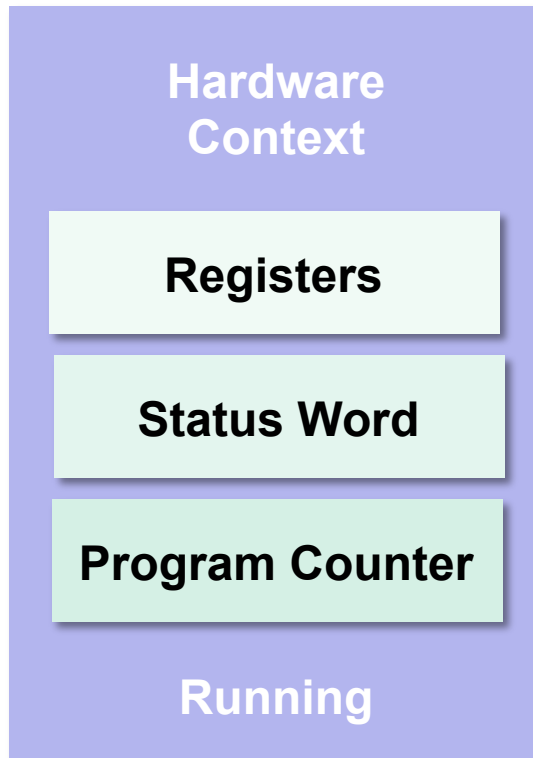 Hardware
Context
Registers
Status Word
Program Counter
Running